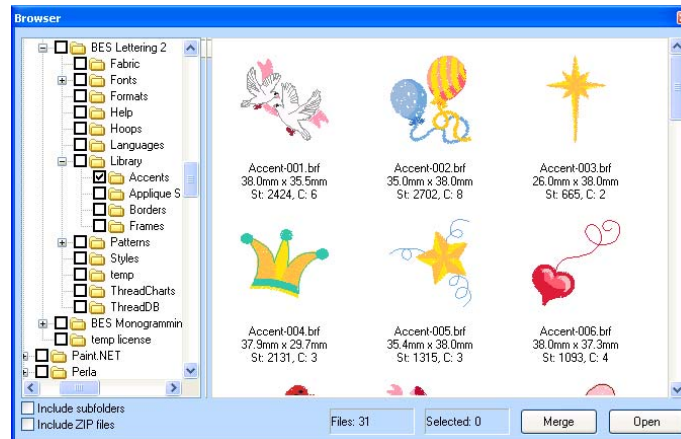 Browser
BES Lettering 2
Fabric
Fonts
Formats
Help
Hoops
Languages
Library
Accents
Applique S
Borders
Frames
Patterns
Styles
temp
ThreadCharts
ThreadDB
BES Monogrammin
temp license
Paint.NET
Perla
Include subfolders
Include ZIP files
Accent-001.brf
38.0mm x 35.5mm
St: 2424, C: 6
Accent-002.brf
35.0mm x 38.0mm
St: 2702, C: 8
Accent-003.brf
26.0mm x 38.0mm
St: 665, C: 2
Accent-004.brf
37.9mm x 29.7mm
St: 2131, C: 3
Accent-005.brf
35.4mm x 38.0mm
St: 1315, C: 3
Accent-006.brf
38.0mm x 37.3mm
St: 1093, C: 4
Files: 31
Selected: 0
Merge
Open